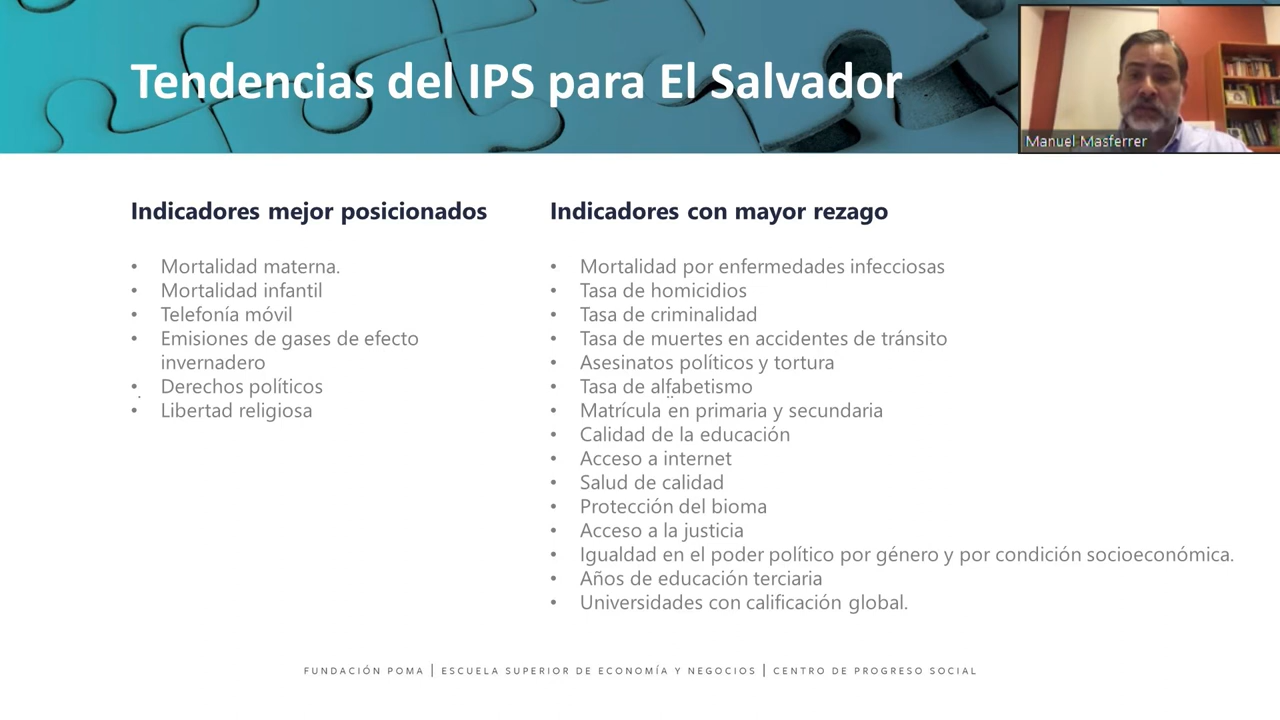 Tendencias del IPS para El Salvador
Manuel Masferrer
Indicadores mejor posicionados
• Mortalidad materna.
• Mortalidad infantil
• Telefonía móvil
• Emisiones de gases de efecto
invernadero
• Derechos políticos
• Libertad religiosa
Indicadores con mayor rezago
• Mortalidad por enfermedades infecciosas
• Tasa de homicidios
• Tasa de criminalidad
• Tasa de muertes en accidentes de tránsito
• Asesinatos políticos y tortura
• Tasa de alfabetismo
• Matrícula en primaria y secundaria
• Calidad de la educación
• Acceso a internet
• Salud de calidad
• Protección del bioma
• Acceso a la justicia
• Igualdad en el poder político por género y por condición socioeconómica.
• Años de educación terciaria
• Universidades con calificación global.
FUNDACIÓN POMA | ESCUELA SUPERIOR DE ECONOMÍA Y NEGOCIOS | CENTRO DE PROGRESO SOCIAL